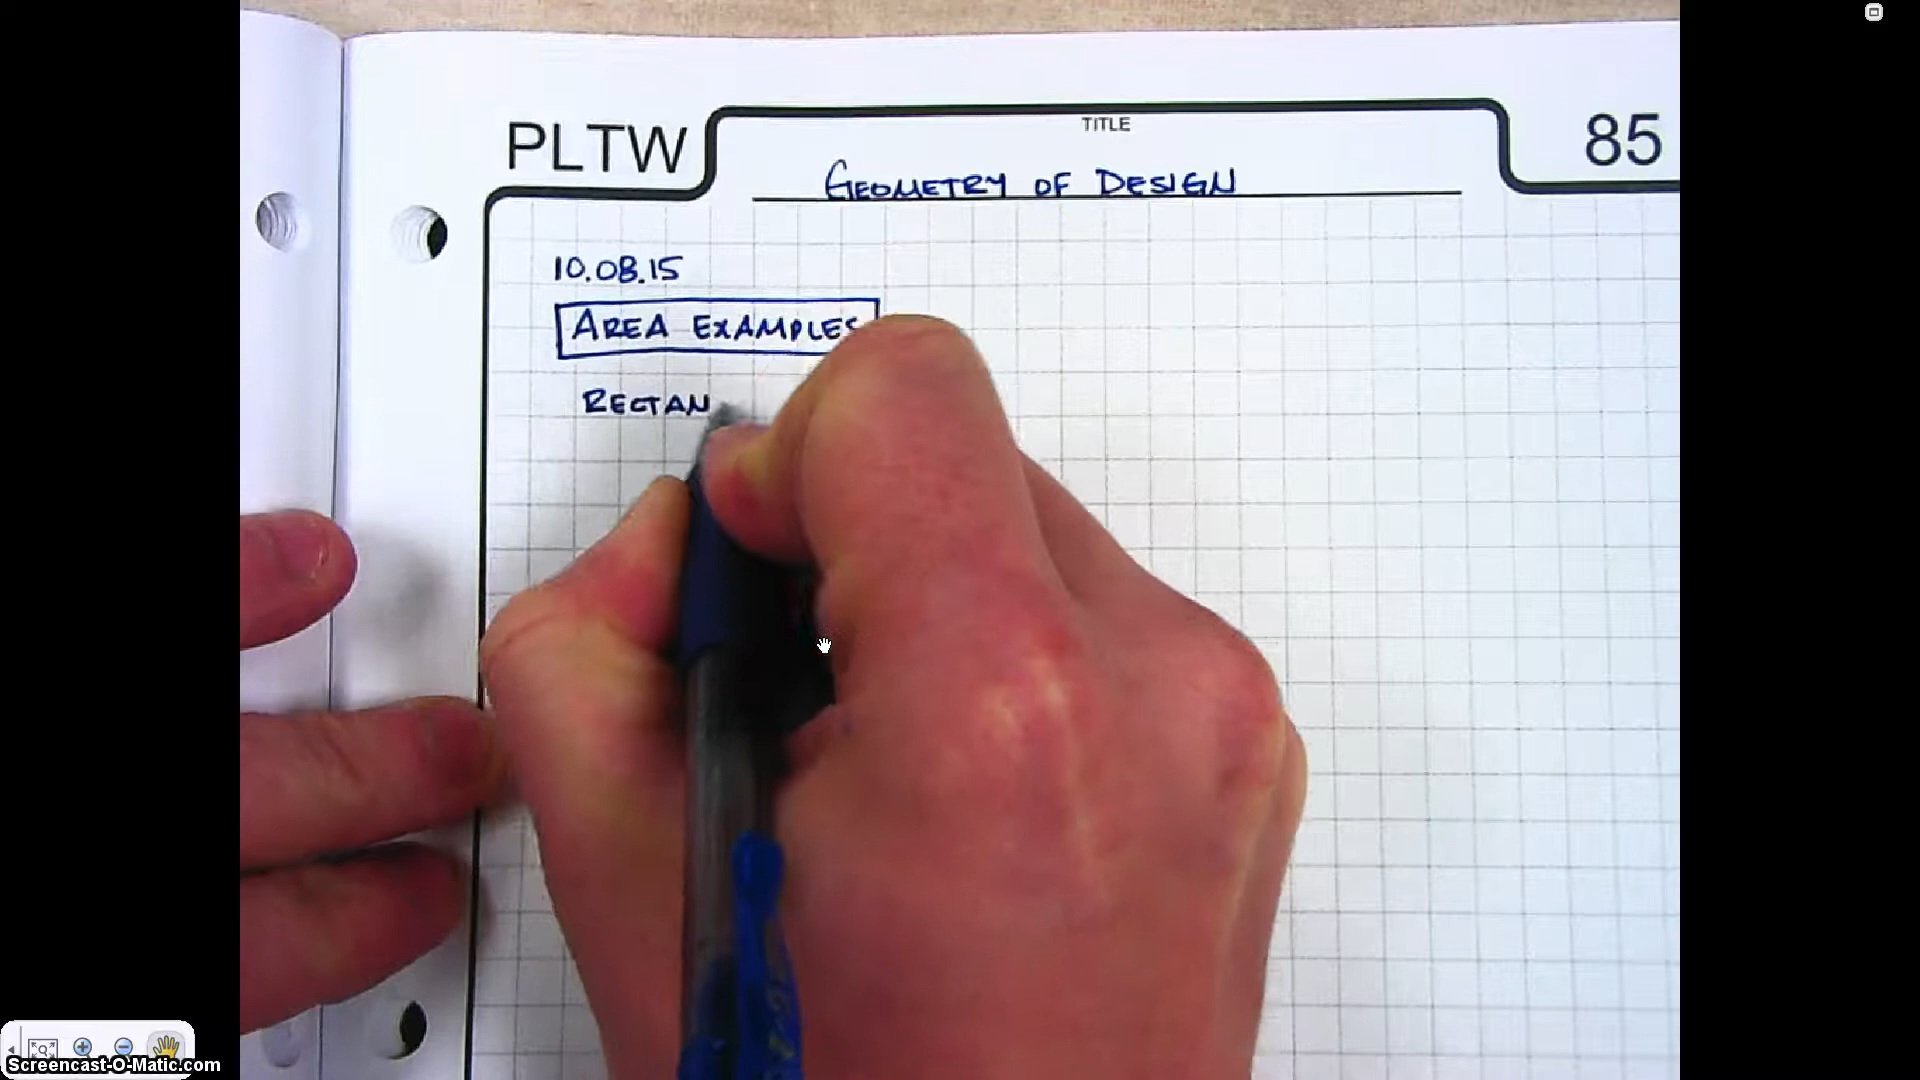 PLTW
TITLE
85
GEOMETRY OF DESIGN
10.08.15
AREA EXAMPLES
RECTAN
Screencast-O-Matic.com